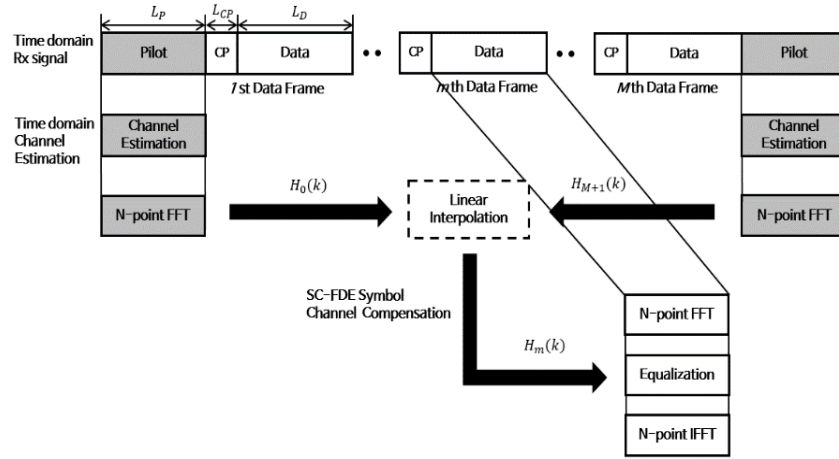 L_P L_CP L_D
Time domain
Rx signal
Pilot CP Data •• CP Data •• CP Data Pilot
1st Data Frame mth Data Frame Mth Data Frame
Time domain
Channel
Estimation
Channel
Estimation
Channel
Estimation
H_0(k)
Linear
Interpolation
H_{M+1}(k)
N-point FFT
N-point FFT
SC-FDE Symbol
Channel Compensation
N-point FFT
H_m(k)
Equalization
N-point IFFT